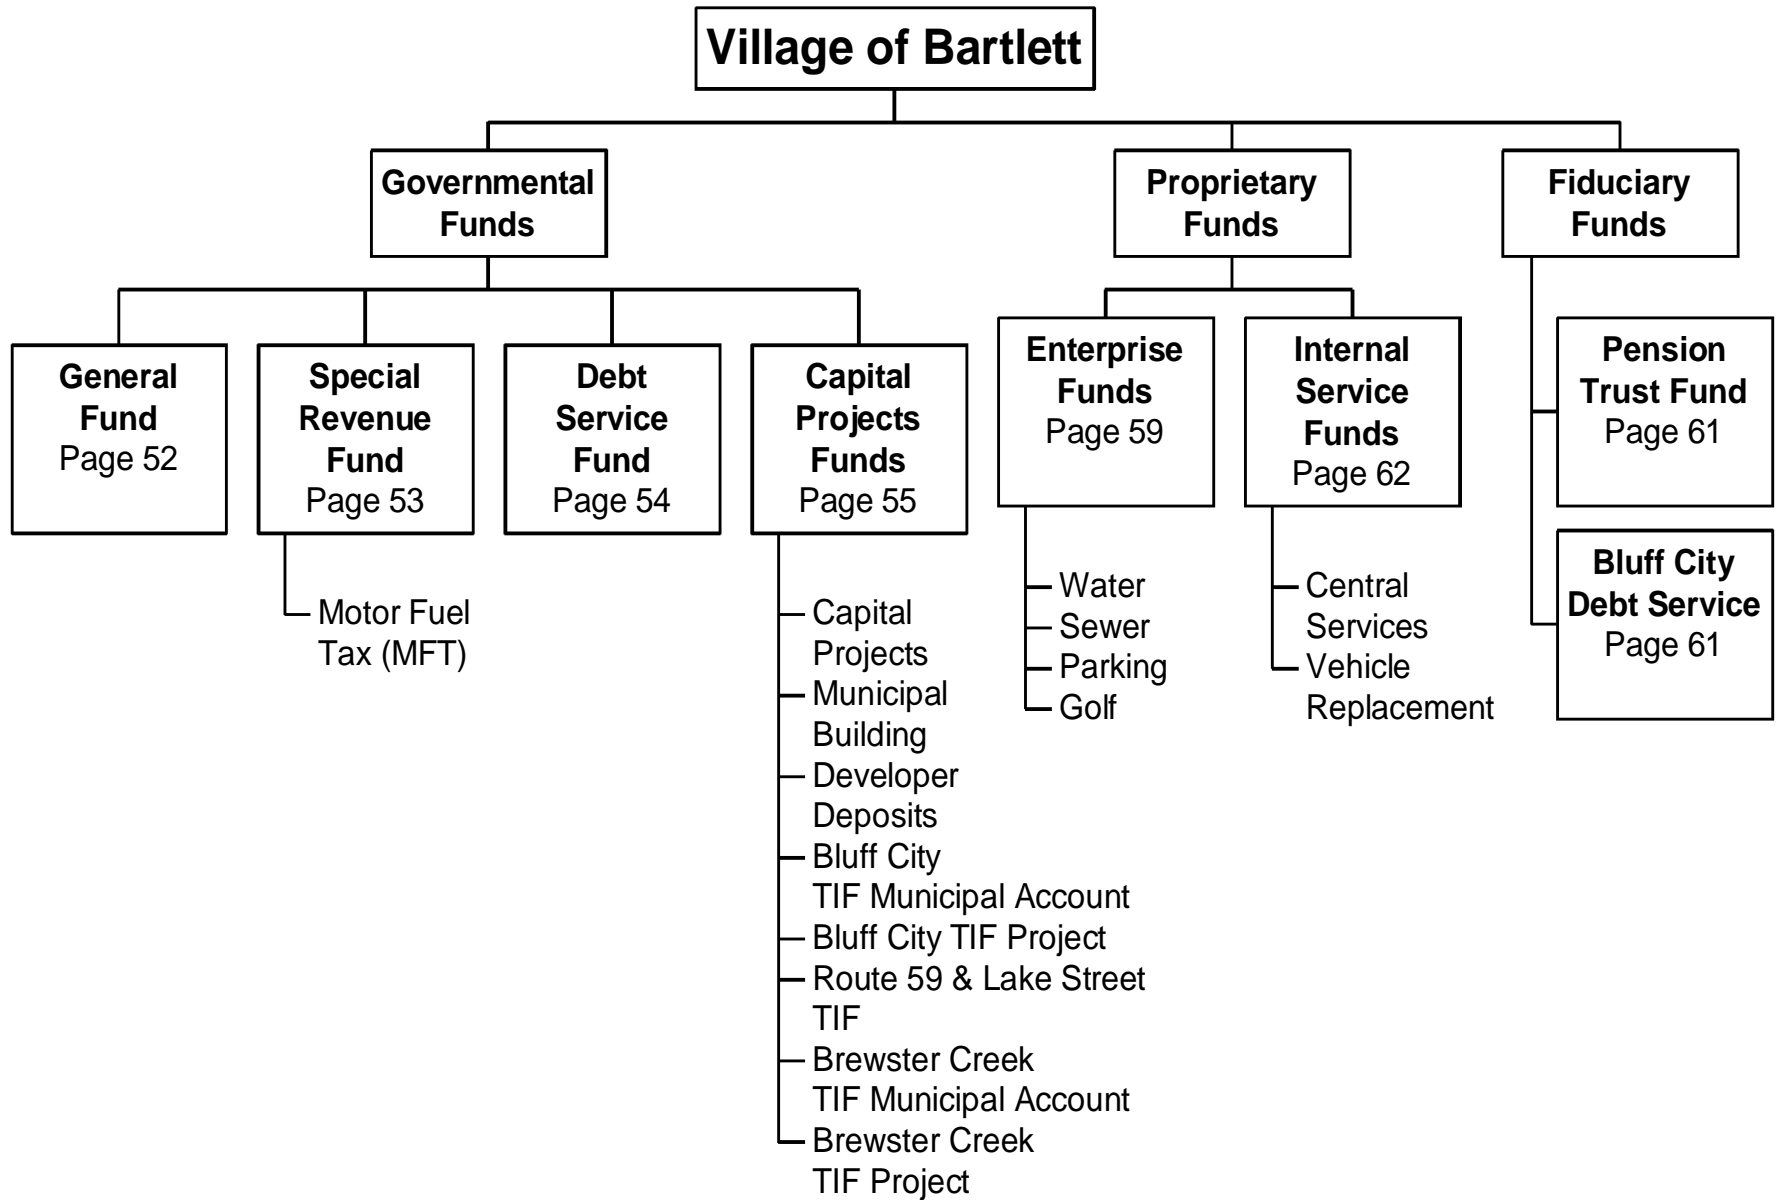 Village of Bartlett
Governmental
Funds
Proprietary
Funds
Fiduciary
Funds
General
Fund
Page 52
Special
Revenue
Fund
Page 53
Debt
Service
Fund
Page 54
Capital
Projects
Funds
Page 55
Enterprise
Funds
Page 59
Internal
Service
Funds
Page 62
Pension
Trust Fund
Page 61
Bluff City
Debt Service
Page 61
Motor Fuel
Tax (MFT)
Capital
Projects
Municipal
Building
Developer
Deposits
Bluff City
TIF Municipal Account
Bluff City TIF Project
Route 59 & Lake Street
TIF
Brewster Creek
TIF Municipal Account
Brewster Creek
TIF Project
Water
Sewer
Parking
Golf
Central
Services
Vehicle
Replacement